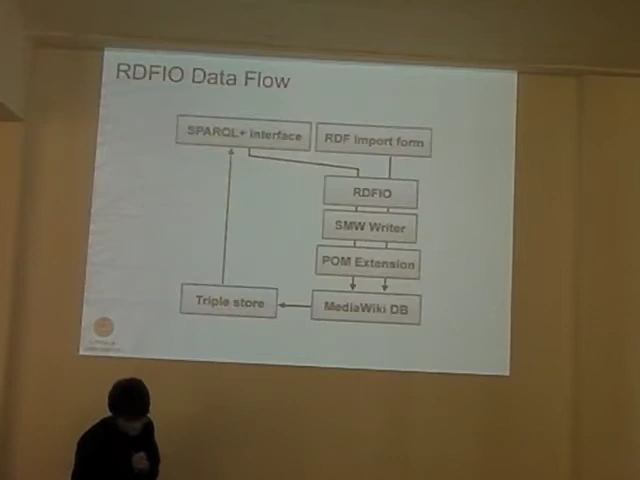 RDFIO Data Flow
SPARQL+ interface
RDF import form
RDFIO
SMW Writer
POM Extension
Triple store
MediaWiki DB